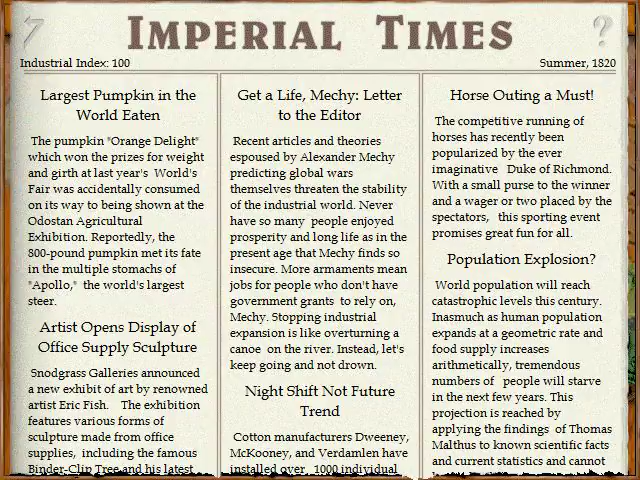 IMPERIAL TIMES
Industrial Index: 100
Summer, 1820
Largest Pumpkin in the
World Eaten
The pumpkin "Orange Delight"
which won the prizes for weight
and girth at last year's World's
Fair was accidentally consumed
on its way to being shown at the
Odostan Agricultural
Exhibition. Reportedly, the
800-pound pumpkin met its fate
in the multiple stomachs of
"Apollo," the world's largest
steer.
Artist Opens Display of
Office Supply Sculpture
Snodgrass Galleries announced
a new exhibit of art by renowned
artist Eric Fish. The exhibition
features various forms of
sculpture made from office
supplies, including the famous
Binder-Clip Tree and his latest
Get a Life, Mechy: Letter
to the Editor
Recent articles and theories
espoused by Alexander Mechy
predicting global wars
themselves threaten the stability
of the industrial world. Never
have so many people enjoyed
prosperity and long life as in the
present age that Mechy finds so
insecure. More armaments mean
jobs for people who don't have
government grants to rely on,
Mechy. Stopping industrial
expansion is like overturning a
canoe on the river. Instead, let's
keep going and not drown.
Night Shift Not Future
Trend
Cotton manufacturers Dweeney,
McKooney, and Verdamlen have
installed over 1000 individual
Horse Outing a Must!
The competitive running of
horses has recently been
popularized by the ever
imaginative Duke of Richmond.
With a small purse to the winner
and a wager or two placed by the
spectators, this sporting event
promises great fun for all.
Population Explosion?
World population will reach
catastrophic levels this century.
Inasmuch as human population
expands at a geometric rate and
food supply increases
arithmetically, tremendous
numbers of people will starve
in the next few years. This
projection is reached by
applying the findings of Thomas
Malthus to known scientific facts
and current statistics and cannot